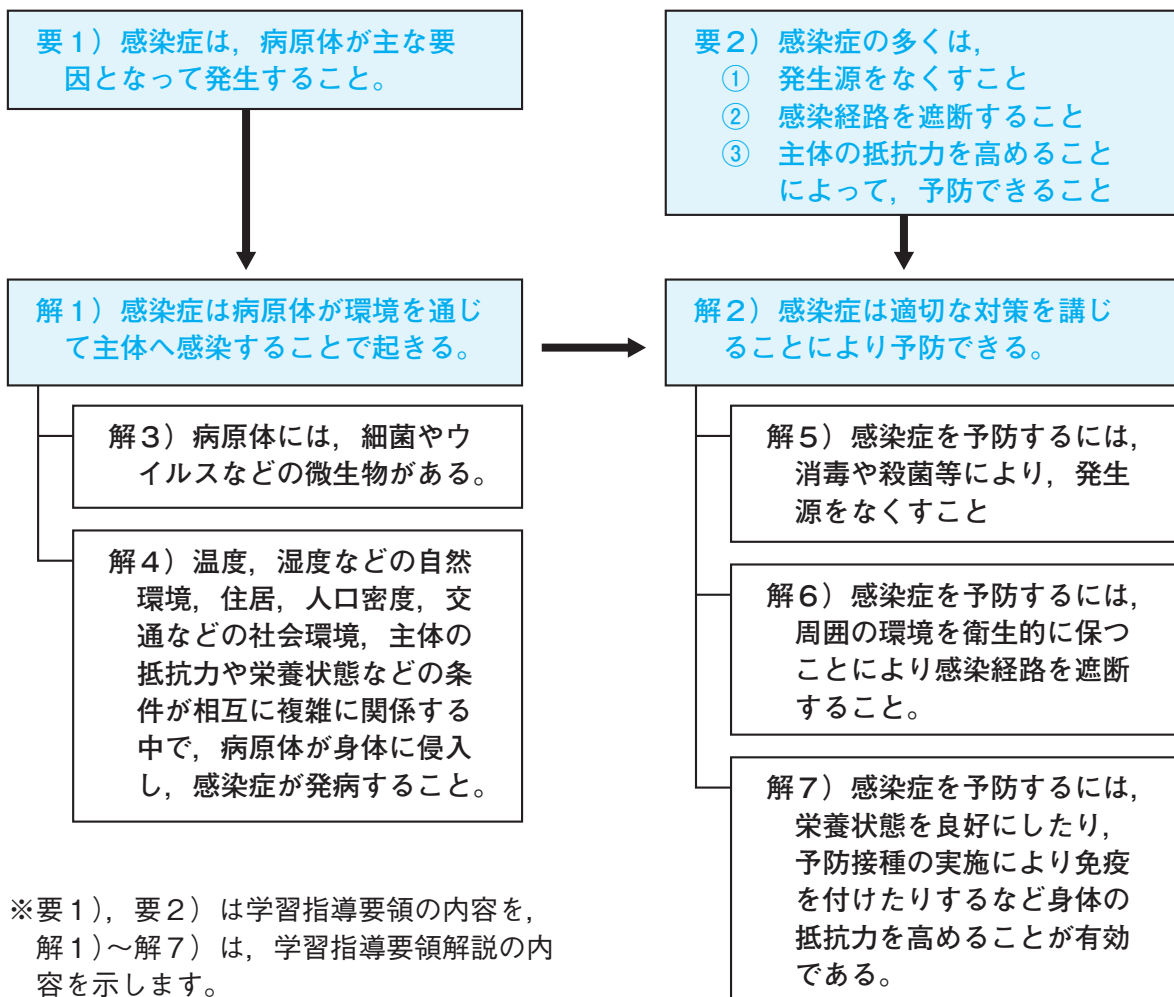 要1）感染症は，病原体が主な要
因となって発生すること。
要2）感染症の多くは，
① 発生源をなくすこと
② 感染経路を遮断すること
③ 主体の抵抗力を高めること
によって，予防できること
解1）感染症は病原体が環境を通じ
て主体へ感染することで起きる。
解2）感染症は適切な対策を講じ
ることにより予防できる。
解3）病原体には，細菌やウ
イルスなどの微生物がある。
解4）温度，湿度などの自然
環境，住居，人口密度，交
通などの社会環境，主体の
抵抗力や栄養状態などの条
件が相互に複雑に関係する
中で，病原体が身体に侵入
し，感染症が発病すること。
解5）感染症を予防するには，
消毒や殺菌等により，発生
源をなくすこと
解6）感染症を予防するには，
周囲の環境を衛生的に保つ
ことにより感染経路を遮断
すること。
解7）感染症を予防するには，
栄養状態を良好にしたり，
予防接種の実施により免疫
を付けたりするなど身体の
抵抗力を高めることが有効
である。
※要1），要2）は学習指導要領の内容を，
解1）～解7）は，学習指導要領解説の内
容を示します。